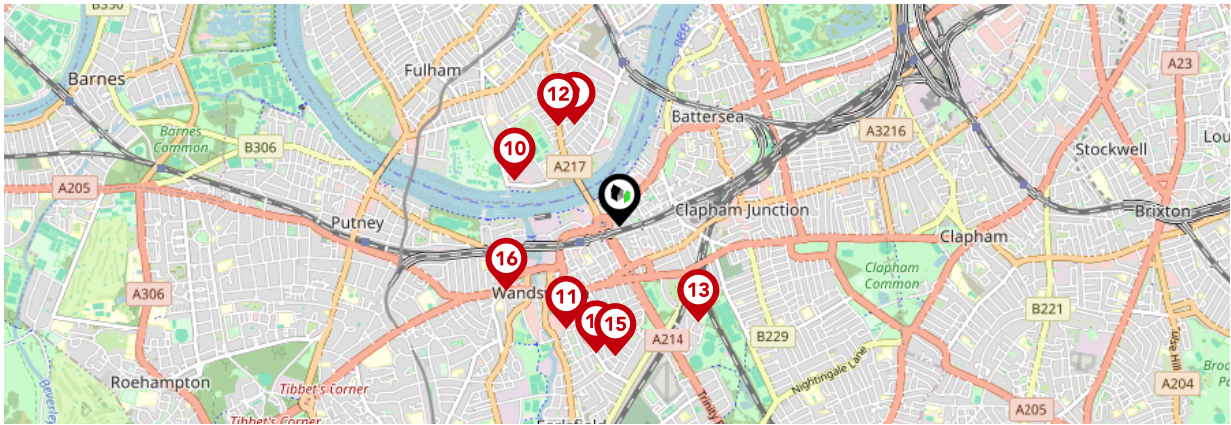 B350
Barnes
Fulham
A23
12
Barnes
Common
B306
10
A217
Battersea
A3216
Stockwell
A205
Putney
Clapham Junction
Clapham
Brixton
16
Wands
11
13
15
A306
Clapham
Common
B221
A214
B229
Nightingale Lane
Roehampton
Tibbet's Corner
Tibbet's Corner
A204
A205